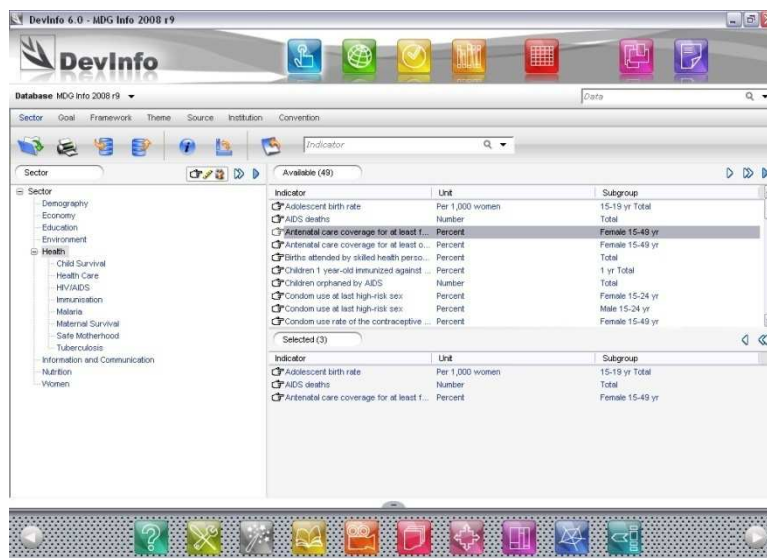 DevInfo 6.0 - MDG Info 2008 r9
DevInfo
Database MDG Info 2008 r9
Data
Sector Goal Framework Theme Source Institution Convention
Indicator
Sector
Available (49)
Sector
Demography
Economy
Education
Environment
Health
Child Survival
Health Care
HIV/AIDS
Immunisation
Malaria
Maternal Survival
Safe Motherhood
Tuberculosis
Information and Communication
Nutrition
Women
Indicator Unit Subgroup
Adolescent birth rate Per 1,000 women 15-19 yr Total
AIDS deaths Number Total
Antenatal care coverage for at least f... Percent Female 15-49 yr
Antenatal care coverage for at least o... Percent Female 15-49 yr
Births attended by skilled health perso... Percent Total
Children 1 year-old immunized against ... Percent 1 yr Total
Children orphaned by AIDS Number Total
Condom use at last high-risk sex Percent Female 15-24 yr
Condom use at last high-risk sex Percent Male 15-24 yr
Condom use rate of the contraceptive ... Percent Female 15-49 yr
Selected (3)
Indicator Unit Subgroup
Adolescent birth rate Per 1,000 women 15-19 yr Total
AIDS deaths Number Total
Antenatal care coverage for at least f... Percent Female 15-49 yr